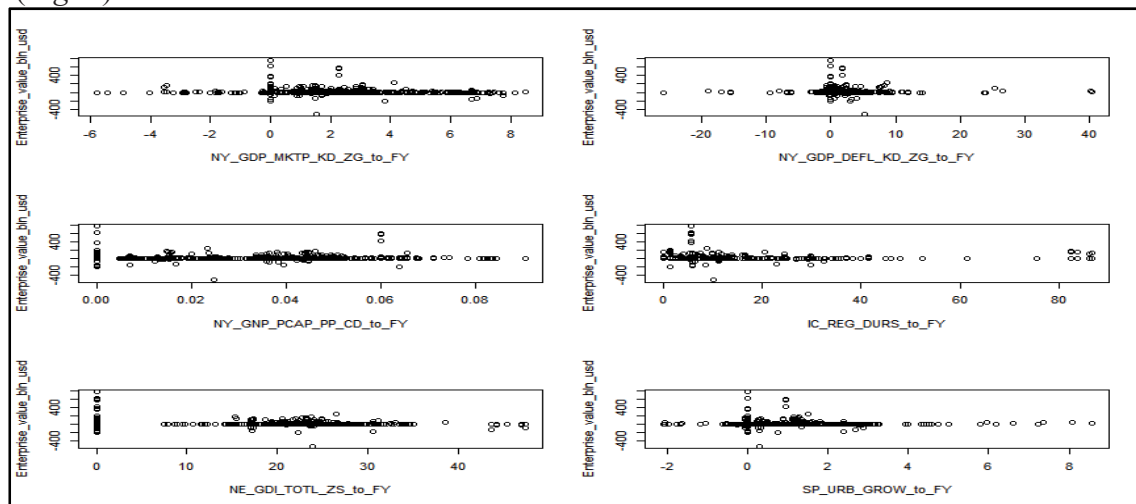 Enterprise_value_bln_usd
400
-400
-6 -4 -2 0 2 4 6 8
NY_GDP_MKTP_KD_ZG_to_FY
Enterprise_value_bln_usd
400
-400
-20 -10 0 10 20 30 40
NY_GDP_DEFL_KD_ZG_to_FY
Enterprise_value_bln_usd
400
-400
0.00 0.02 0.04 0.06 0.08
NY_GNP_PCAP_PP_CD_to_FY
Enterprise_value_bln_usd
400
-400
0 20 40 60 80
IC_REG_DURS_to_FY
Enterprise_value_bln_usd
400
-400
0 10 20 30 40
NE_GDI_TOTL_ZS_to_FY
Enterprise_value_bln_usd
400
-400
-2 0 2 4 6 8
SP_URB_GROW_to_FY